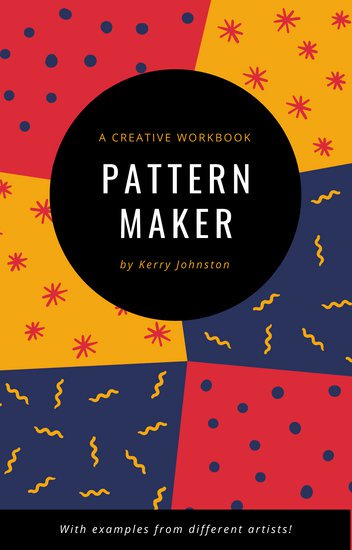 A CREATIVE WORKBOOK
PATTERN
MAKER
by Kerry Johnston
With examples from different artists!